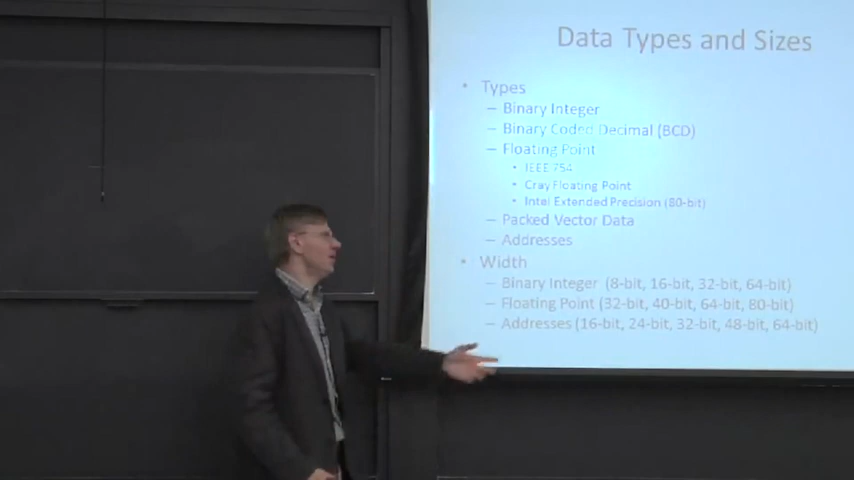 Data Types and Sizes
• Types
– Binary Integer
– Binary Coded Decimal (BCD)
– Floating Point
• IEEE 754
• Cray Floating Point
• Intel Extended Precision (80-bit)
– Packed Vector Data
– Addresses
• Width
– Binary Integer (8-bit, 16-bit, 32-bit, 64-bit)
– Floating Point (32-bit, 40-bit, 64-bit, 80-bit)
– Addresses (16-bit, 24-bit, 32-bit, 48-bit, 64-bit)